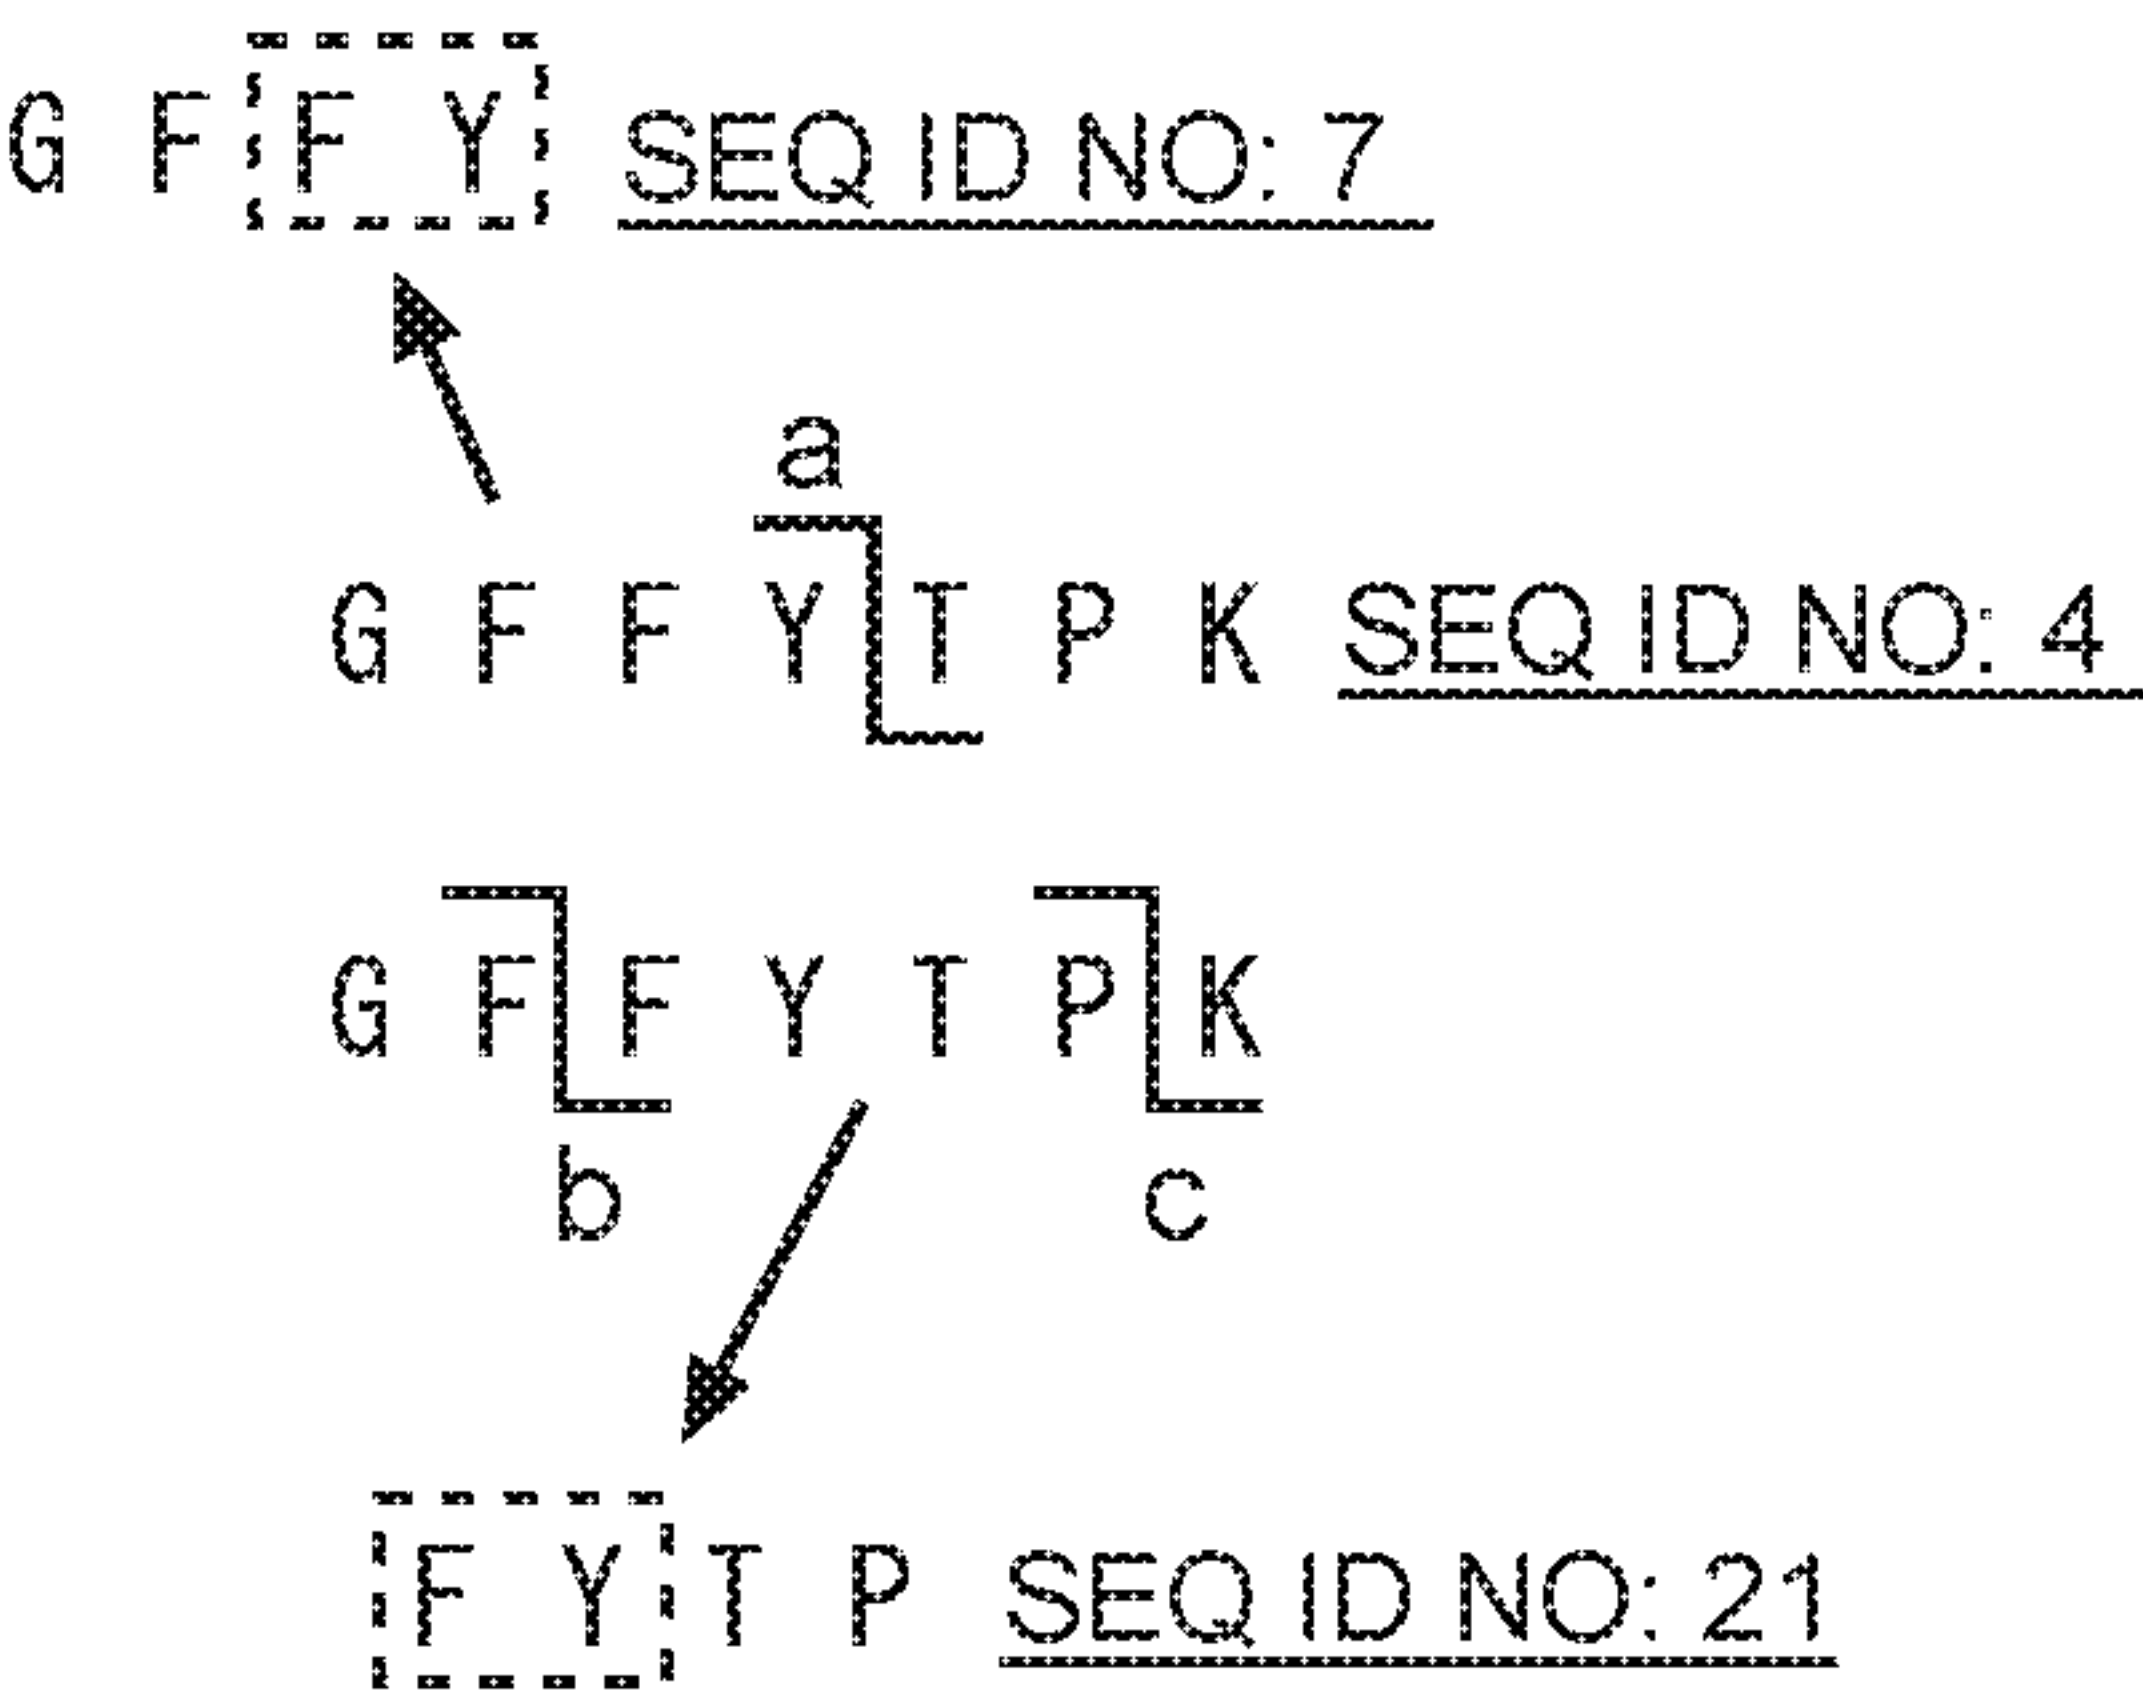 G F F Y SEQ ID NO: 7
a
G F F Y T P K SEQ ID NO: 4
G F F Y T P K
b c
F Y T P SEQ ID NO: 21